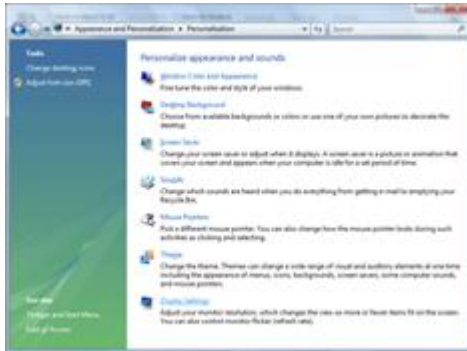 Appearance and Personalization ▸ Personalization
Tasks
Change desktop icons
Adjust font size (DPI)
Personalize appearance and sounds
Window Color and Appearance
Fine tune the color and style of your windows.
Desktop Background
Choose from available backgrounds or colors or use one of your own pictures to decorate the
desktop.
Screen Saver
Change your screen saver or adjust when it displays. A screen saver is a picture or animation that
covers your screen and appears when your computer is idle for a set period of time.
Sounds
Change which sounds are heard when you do everything from getting e-mail to emptying your
Recycle Bin.
Mouse Pointers
Pick a different mouse pointer. You can also change how the mouse pointer looks during such
activities as clicking and selecting.
Theme
Change the theme. Themes can change a wide range of visual and auditory elements at one time
including the appearance of menus, icons, backgrounds, screen savers, some computer sounds,
and mouse pointers.
Display Settings
Adjust your monitor resolution, which changes the view so more or fewer items fit on the screen.
You can also control monitor flicker (refresh rate).
See also
Taskbar and Start Menu
Ease of Access